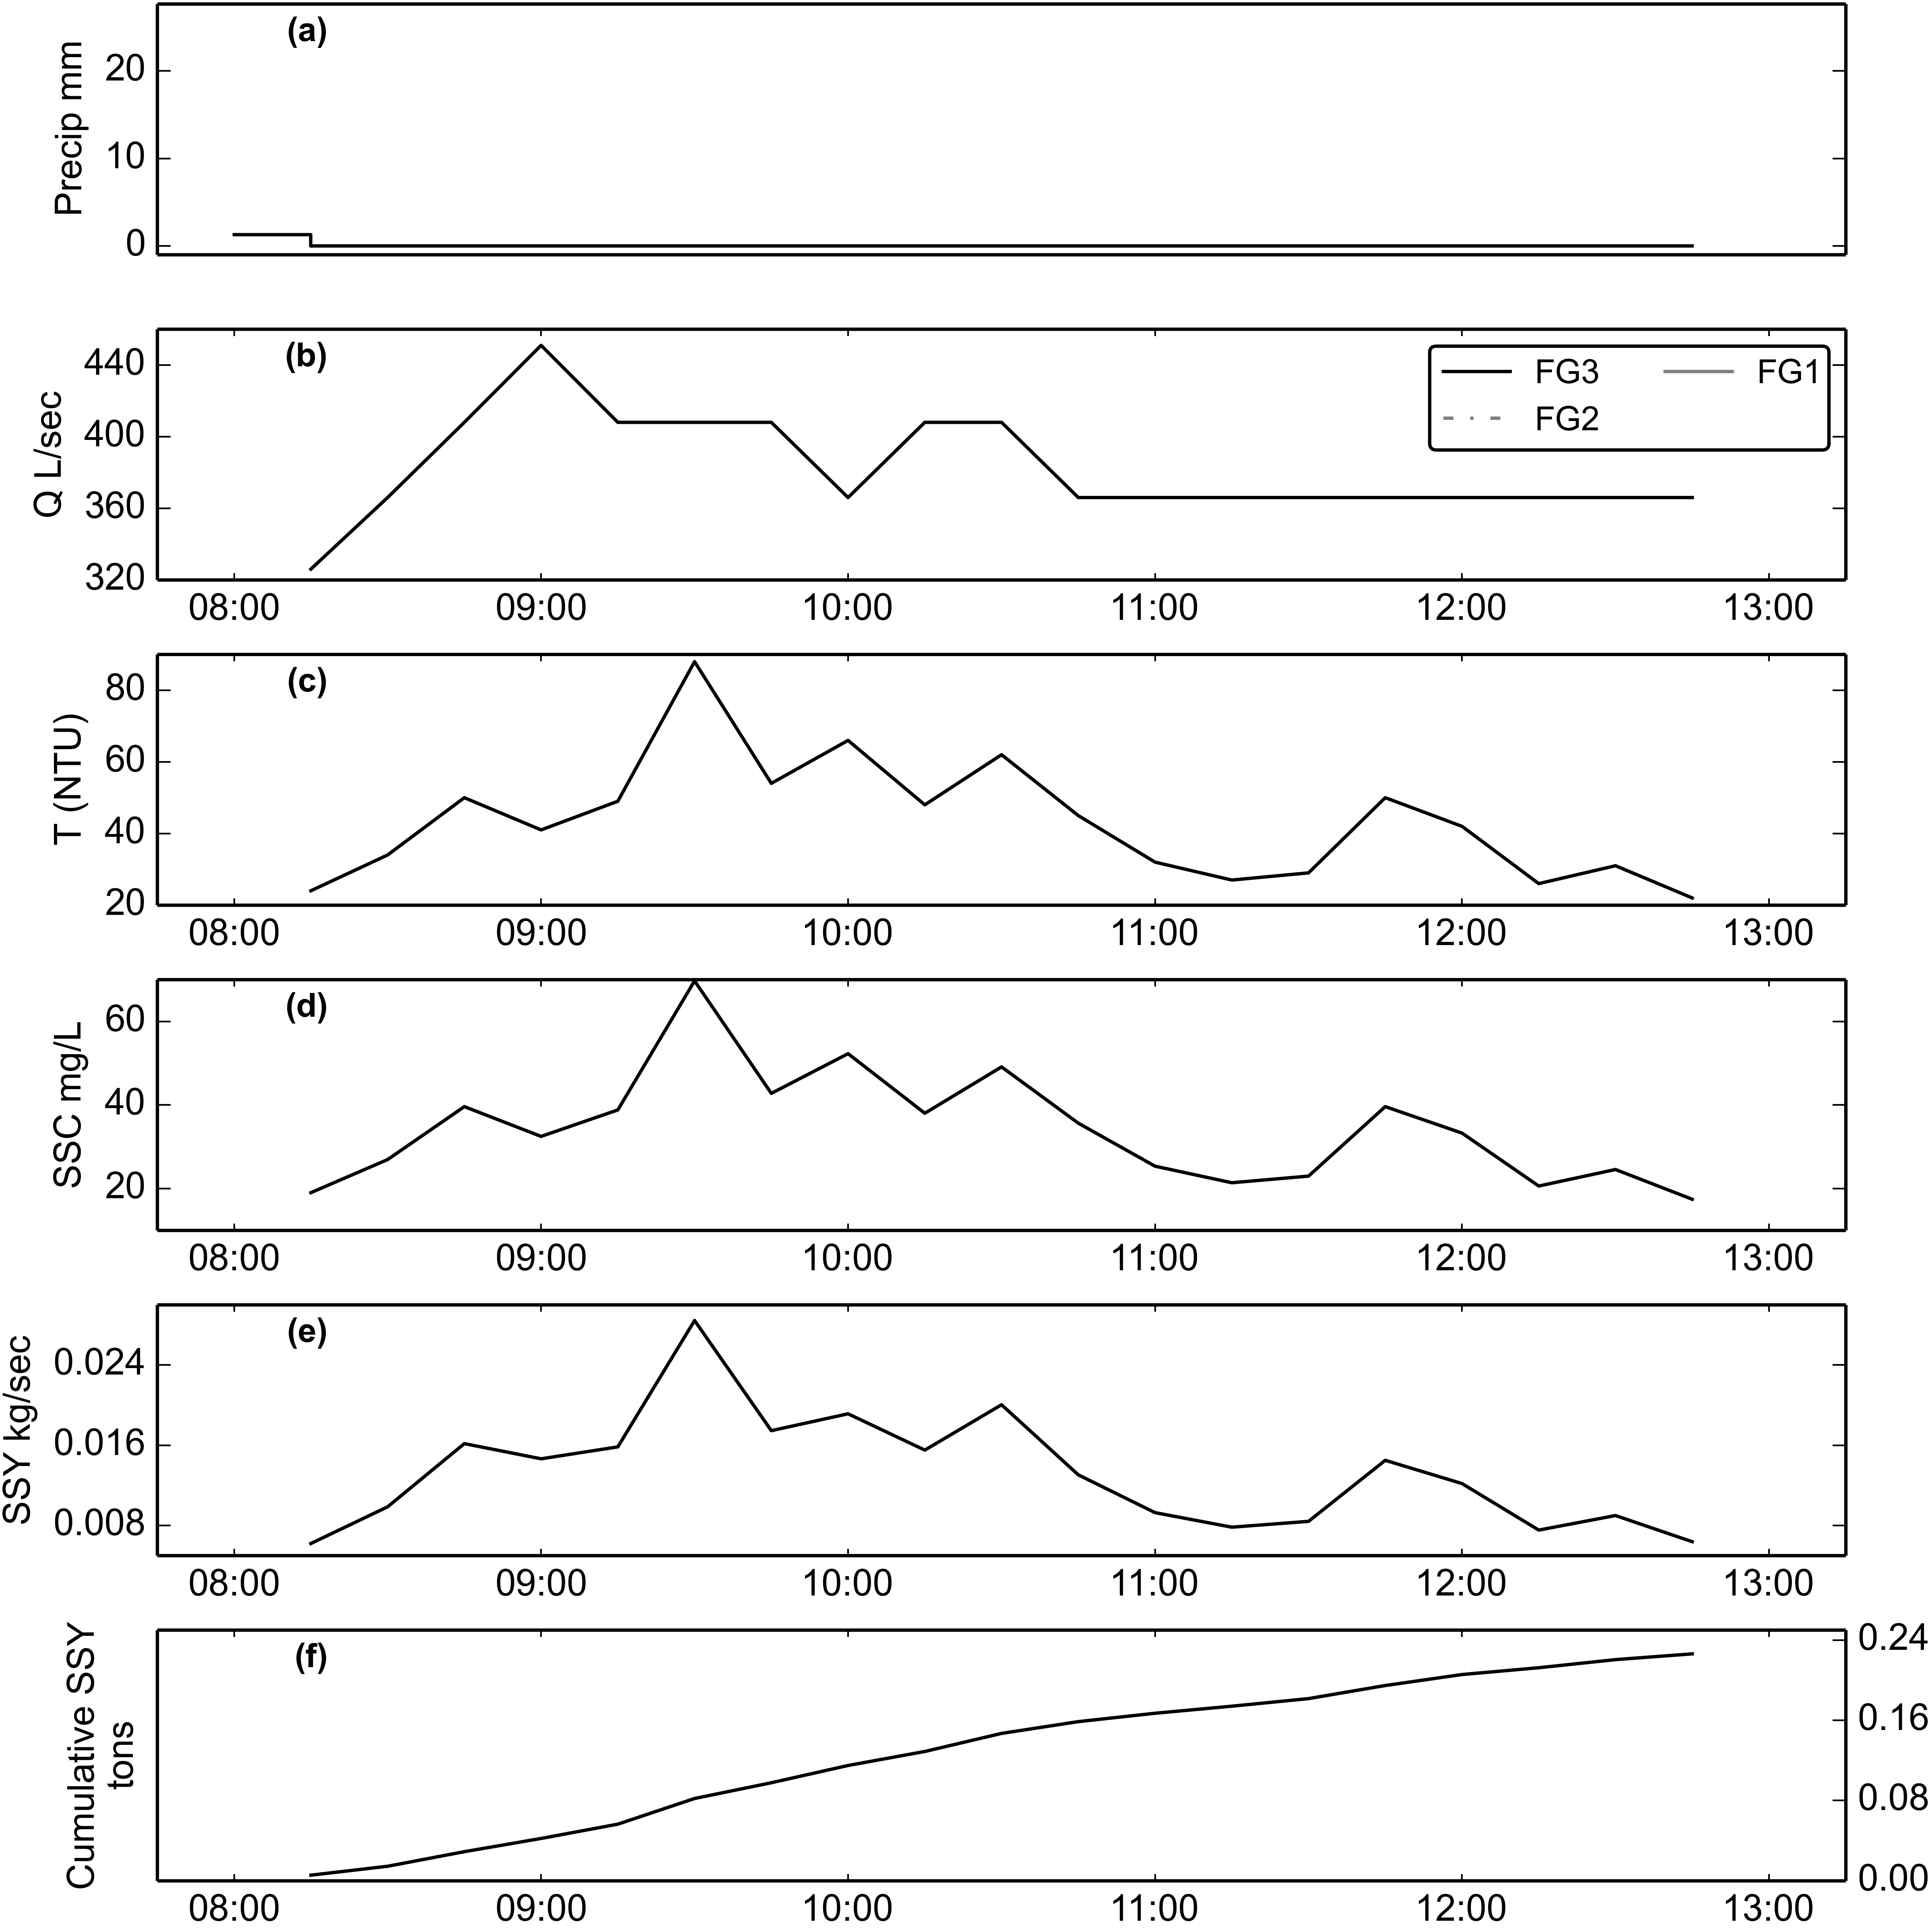 (a)
Precip mm
20
10
0
(b)
Q L/sec
440
400
360
320
FG3 FG1
FG2
08:00 09:00 10:00 11:00 12:00 13:00
(c)
T (NTU)
80
60
40
20
08:00 09:00 10:00 11:00 12:00 13:00
(d)
SSC mg/L
60
40
20
08:00 09:00 10:00 11:00 12:00 13:00
(e)
SSY kg/sec
0.024
0.016
0.008
08:00 09:00 10:00 11:00 12:00 13:00
(f)
Cumulative SSY
tons
0.24
0.16
0.08
0.00
08:00 09:00 10:00 11:00 12:00 13:00